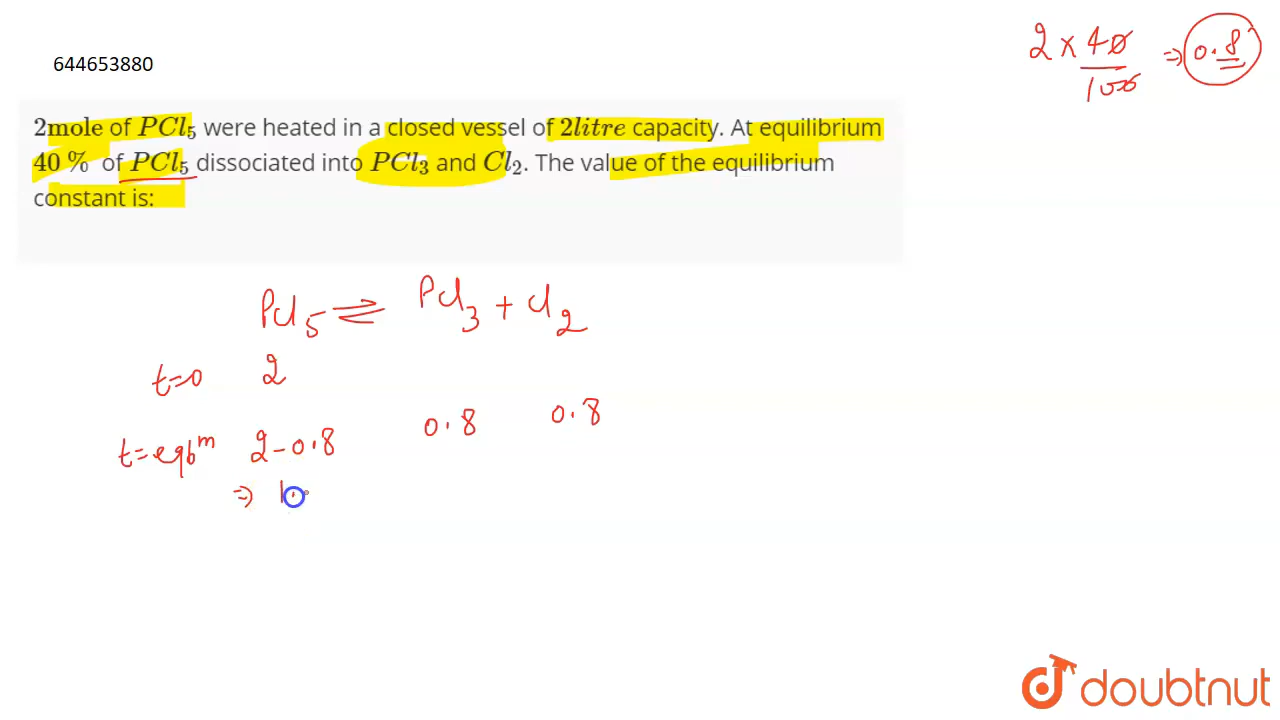 2 × 40
100
⇒ 0.8
644653880
2mole of PCl5 were heated in a closed vessel of 2litre capacity. At equilibrium
40 % of PCl5 dissociated into PCl3 and Cl2. The value of the equilibrium
constant is:
PCl5 ⇌ PCl3 + Cl2
t=0 2
t=eqbm 2-0.8 0.8 0.8
⇒ 1.
doubtnut